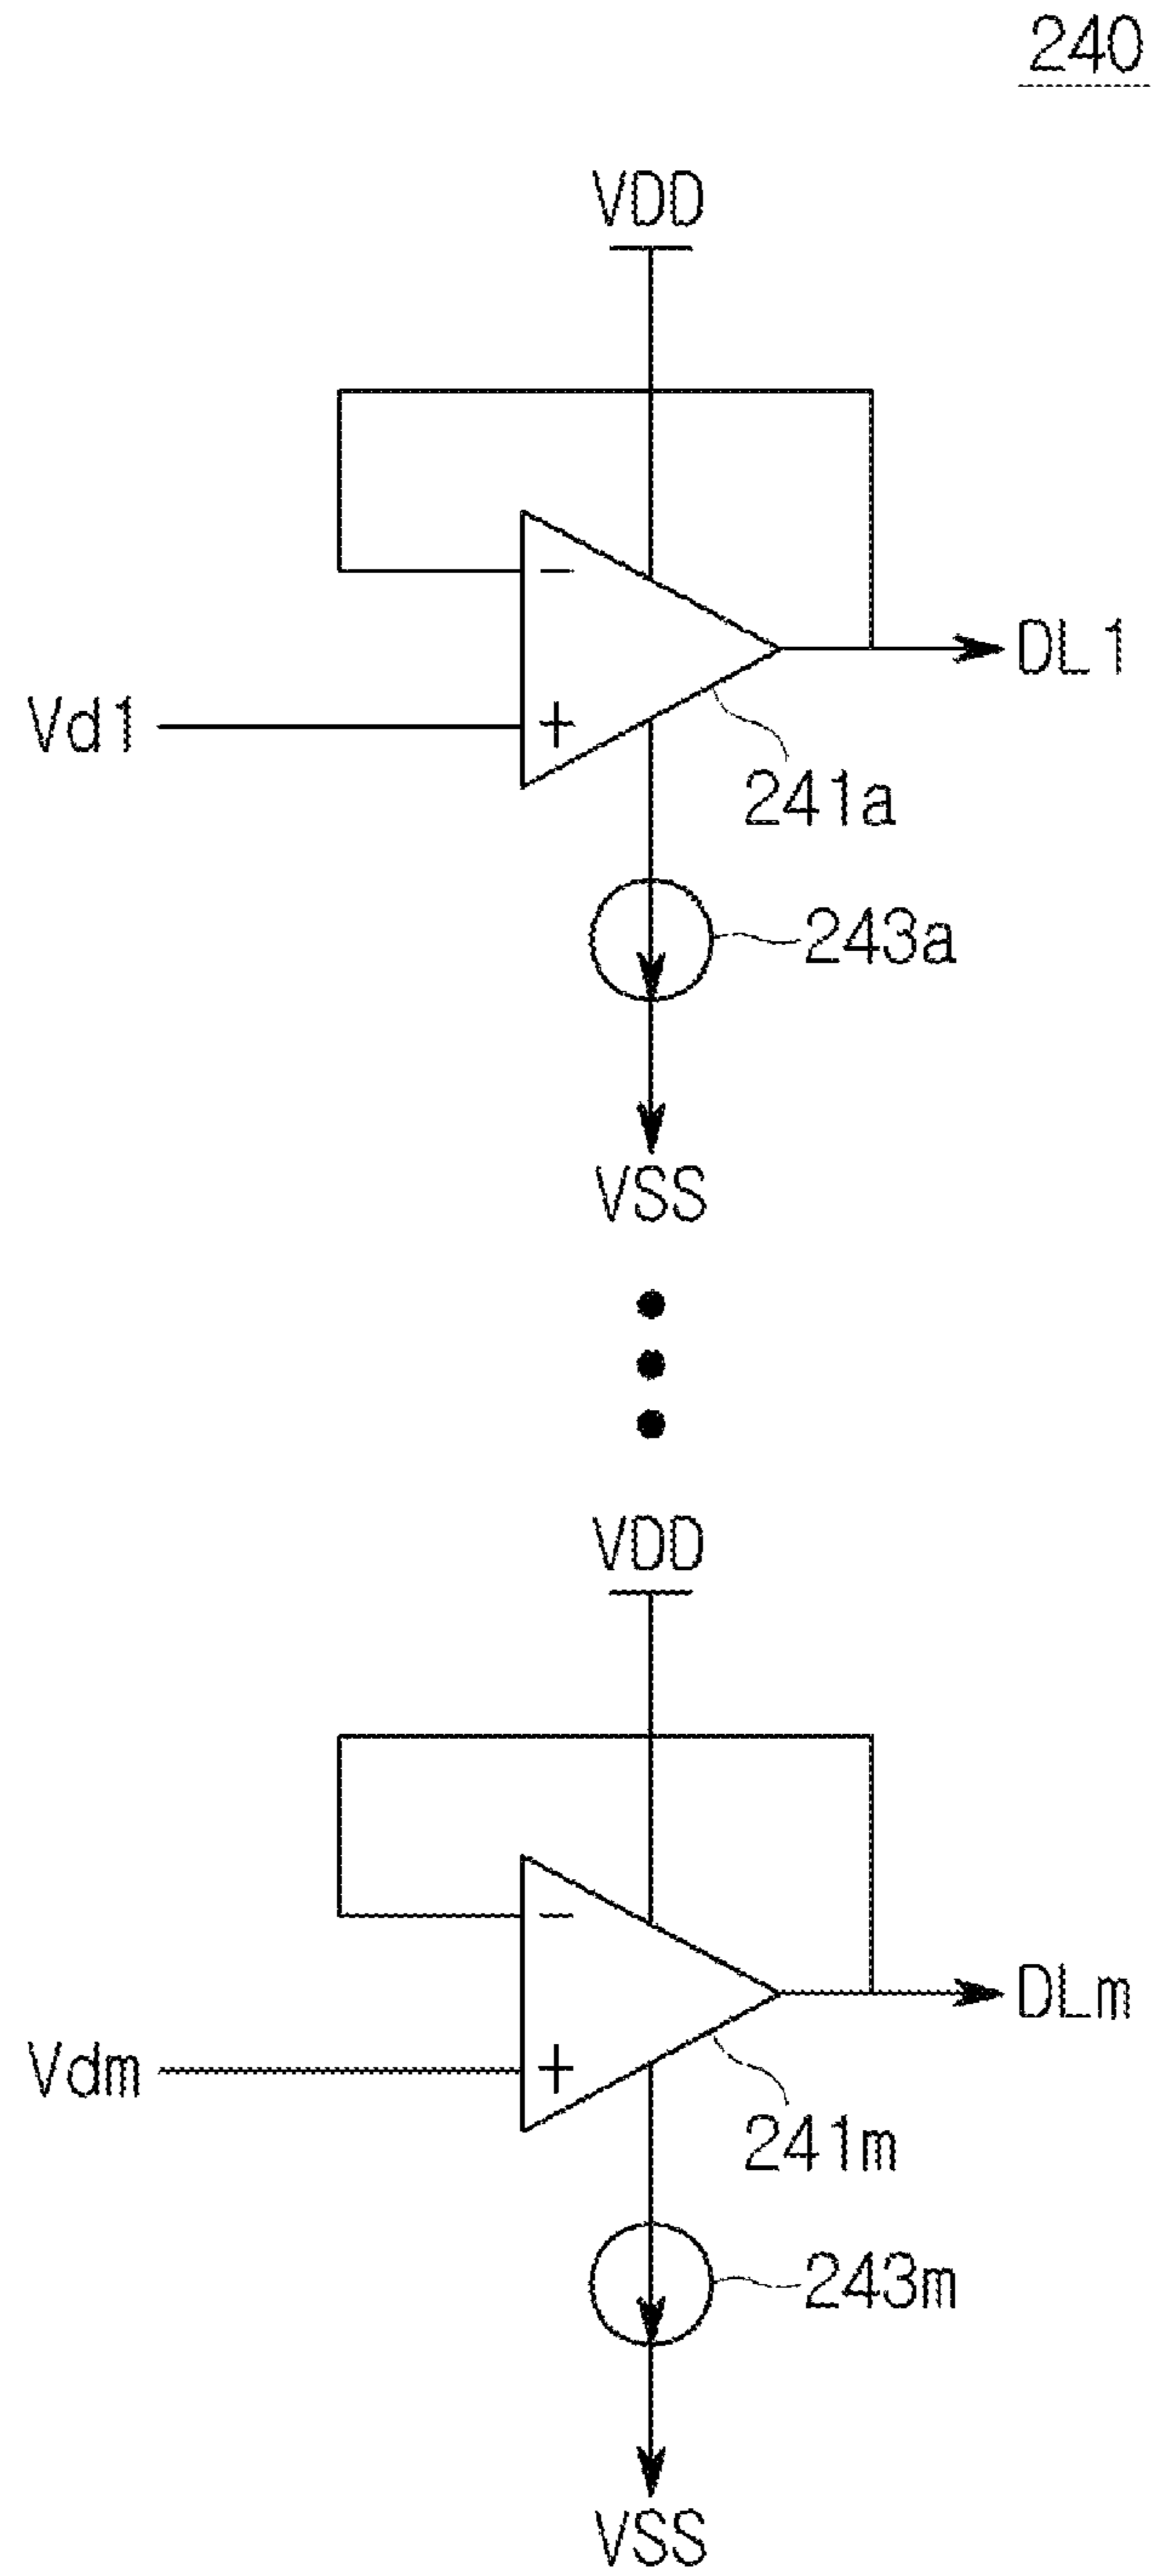 240
VDD
−
DL1
Vd1
+
241a
243a
VSS
VDD
−
DLm
Vdm
+
241m
243m
VSS